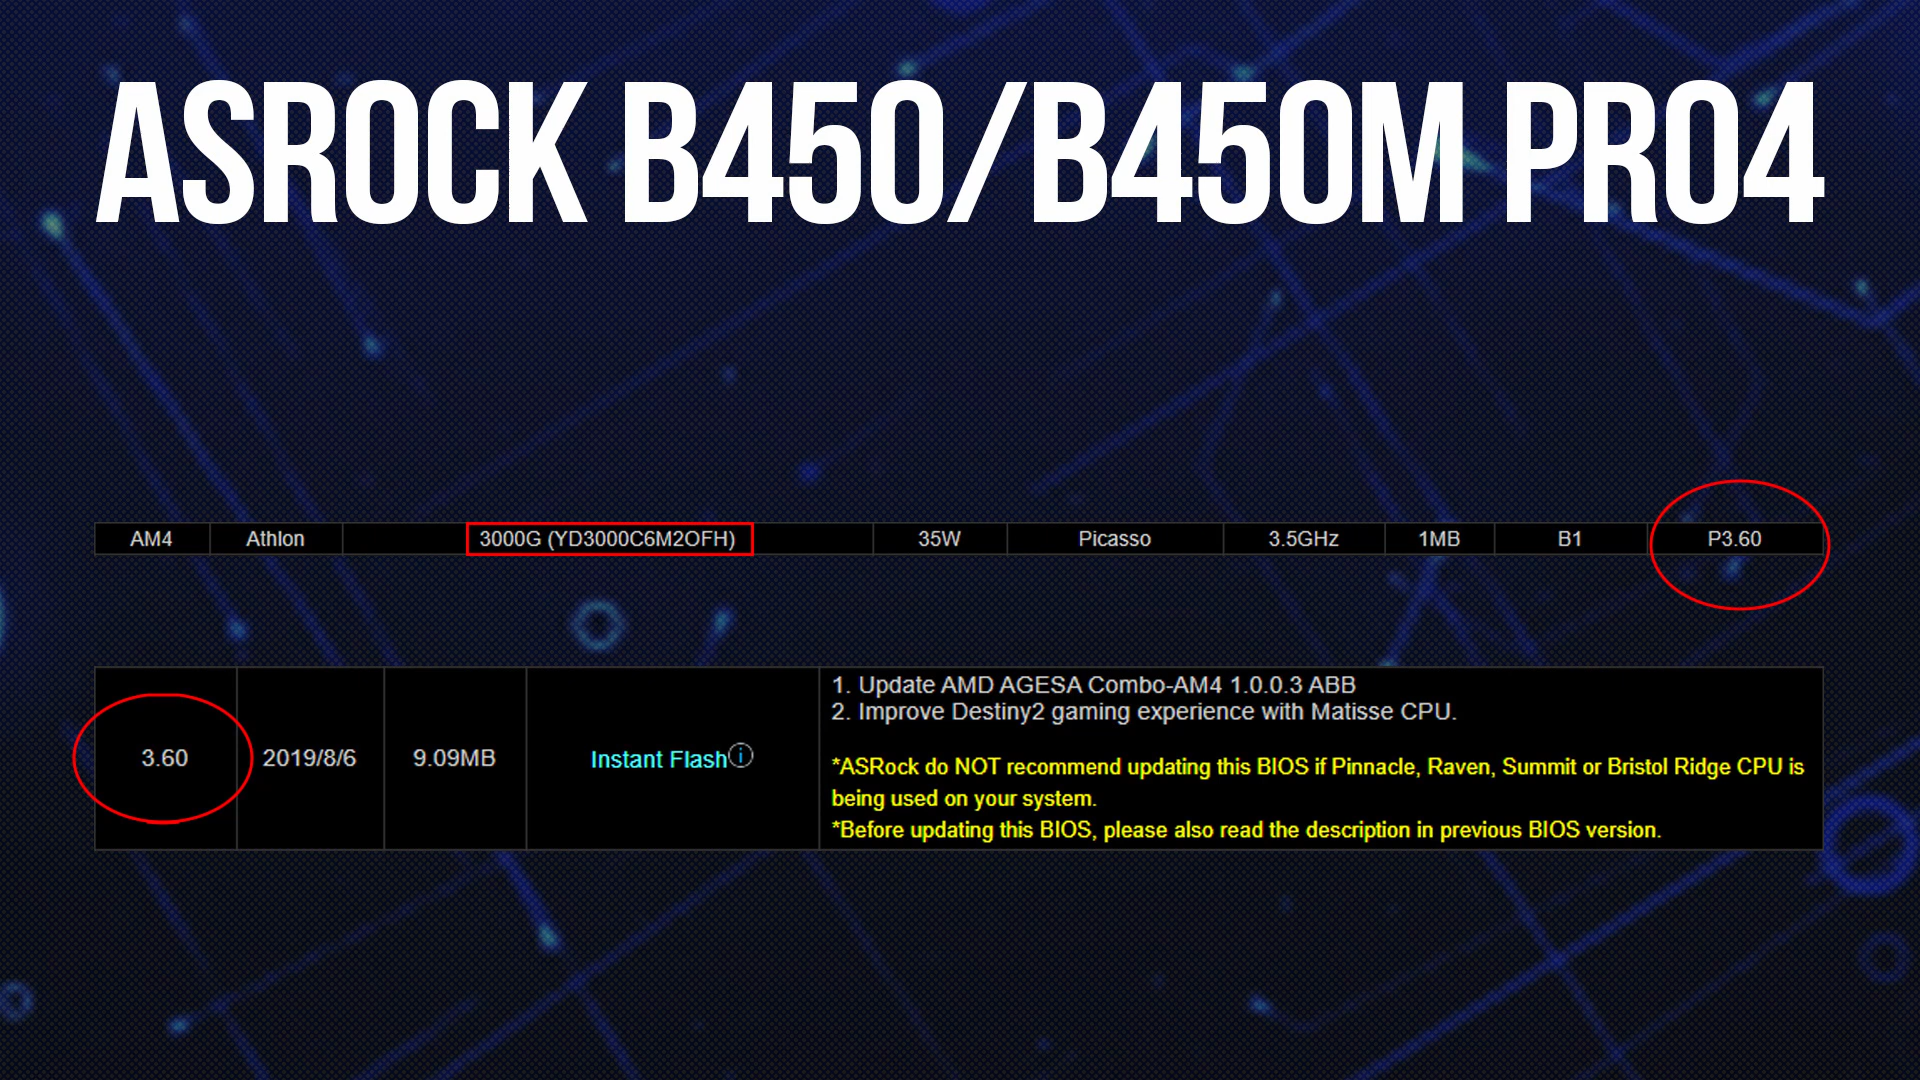 ASROCK B450/B450M PRO4
AM4 Athlon 3000G (YD3000C6M2OFH) 35W Picasso 3.5GHz 1MB B1 P3.60
3.60 2019/8/6 9.09MB Instant Flash
1. Update AMD AGESA Combo-AM4 1.0.0.3 ABB
2. Improve Destiny2 gaming experience with Matisse CPU.
*ASRock do NOT recommend updating this BIOS if Pinnacle, Raven, Summit or Bristol Ridge CPU is
being used on your system.
*Before updating this BIOS, please also read the description in previous BIOS version.